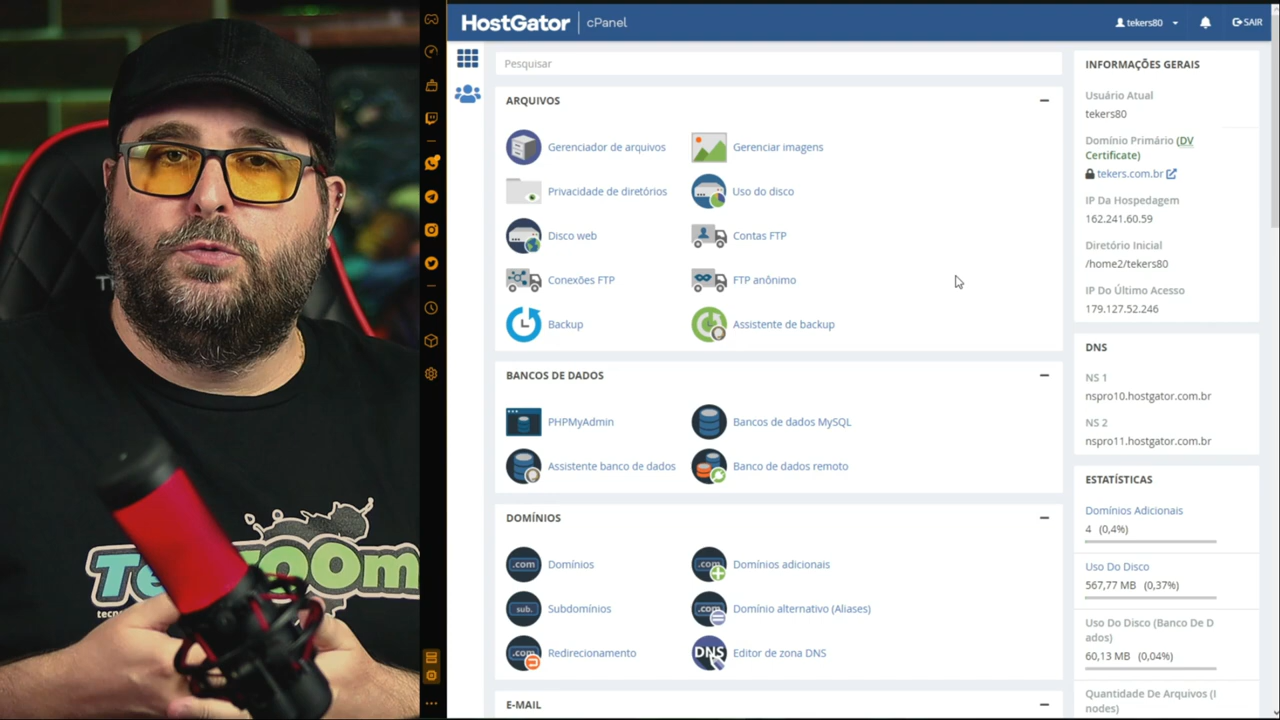 HostGator
cPanel
tekers80
SAIR
Pesquisar
ARQUIVOS
Gerenciador de arquivos
Gerenciar imagens
Privacidade de diretórios
Uso do disco
Disco web
Contas FTP
Conexões FTP
FTP anônimo
Backup
Assistente de backup
BANCOS DE DADOS
PHPMyAdmin
Bancos de dados MySQL
Assistente banco de dados
Banco de dados remoto
DOMÍNIOS
.com
Domínios
.com
Domínios adicionais
sub.
Subdomínios
.com
Domínio alternativo (Aliases)
.com
Redirecionamento
DNS
Editor de zona DNS
E-MAIL
INFORMAÇÕES GERAIS
Usuário Atual
tekers80
Domínio Primário (DV
Certificate)
tekers.com.br
IP Da Hospedagem
162.241.60.59
Diretório Inicial
/home2/tekers80
IP Do Último Acesso
179.127.52.246
DNS
NS 1
nspro10.hostgator.com.br
NS 2
nspro11.hostgator.com.br
ESTATÍSTICAS
Domínios Adicionais
4 (0,4%)
Uso Do Disco
567,77 MB (0,37%)
Uso Do Disco (Banco De D
ados)
60,13 MB (0,04%)
Quantidade De Arquivos (I
nodes)